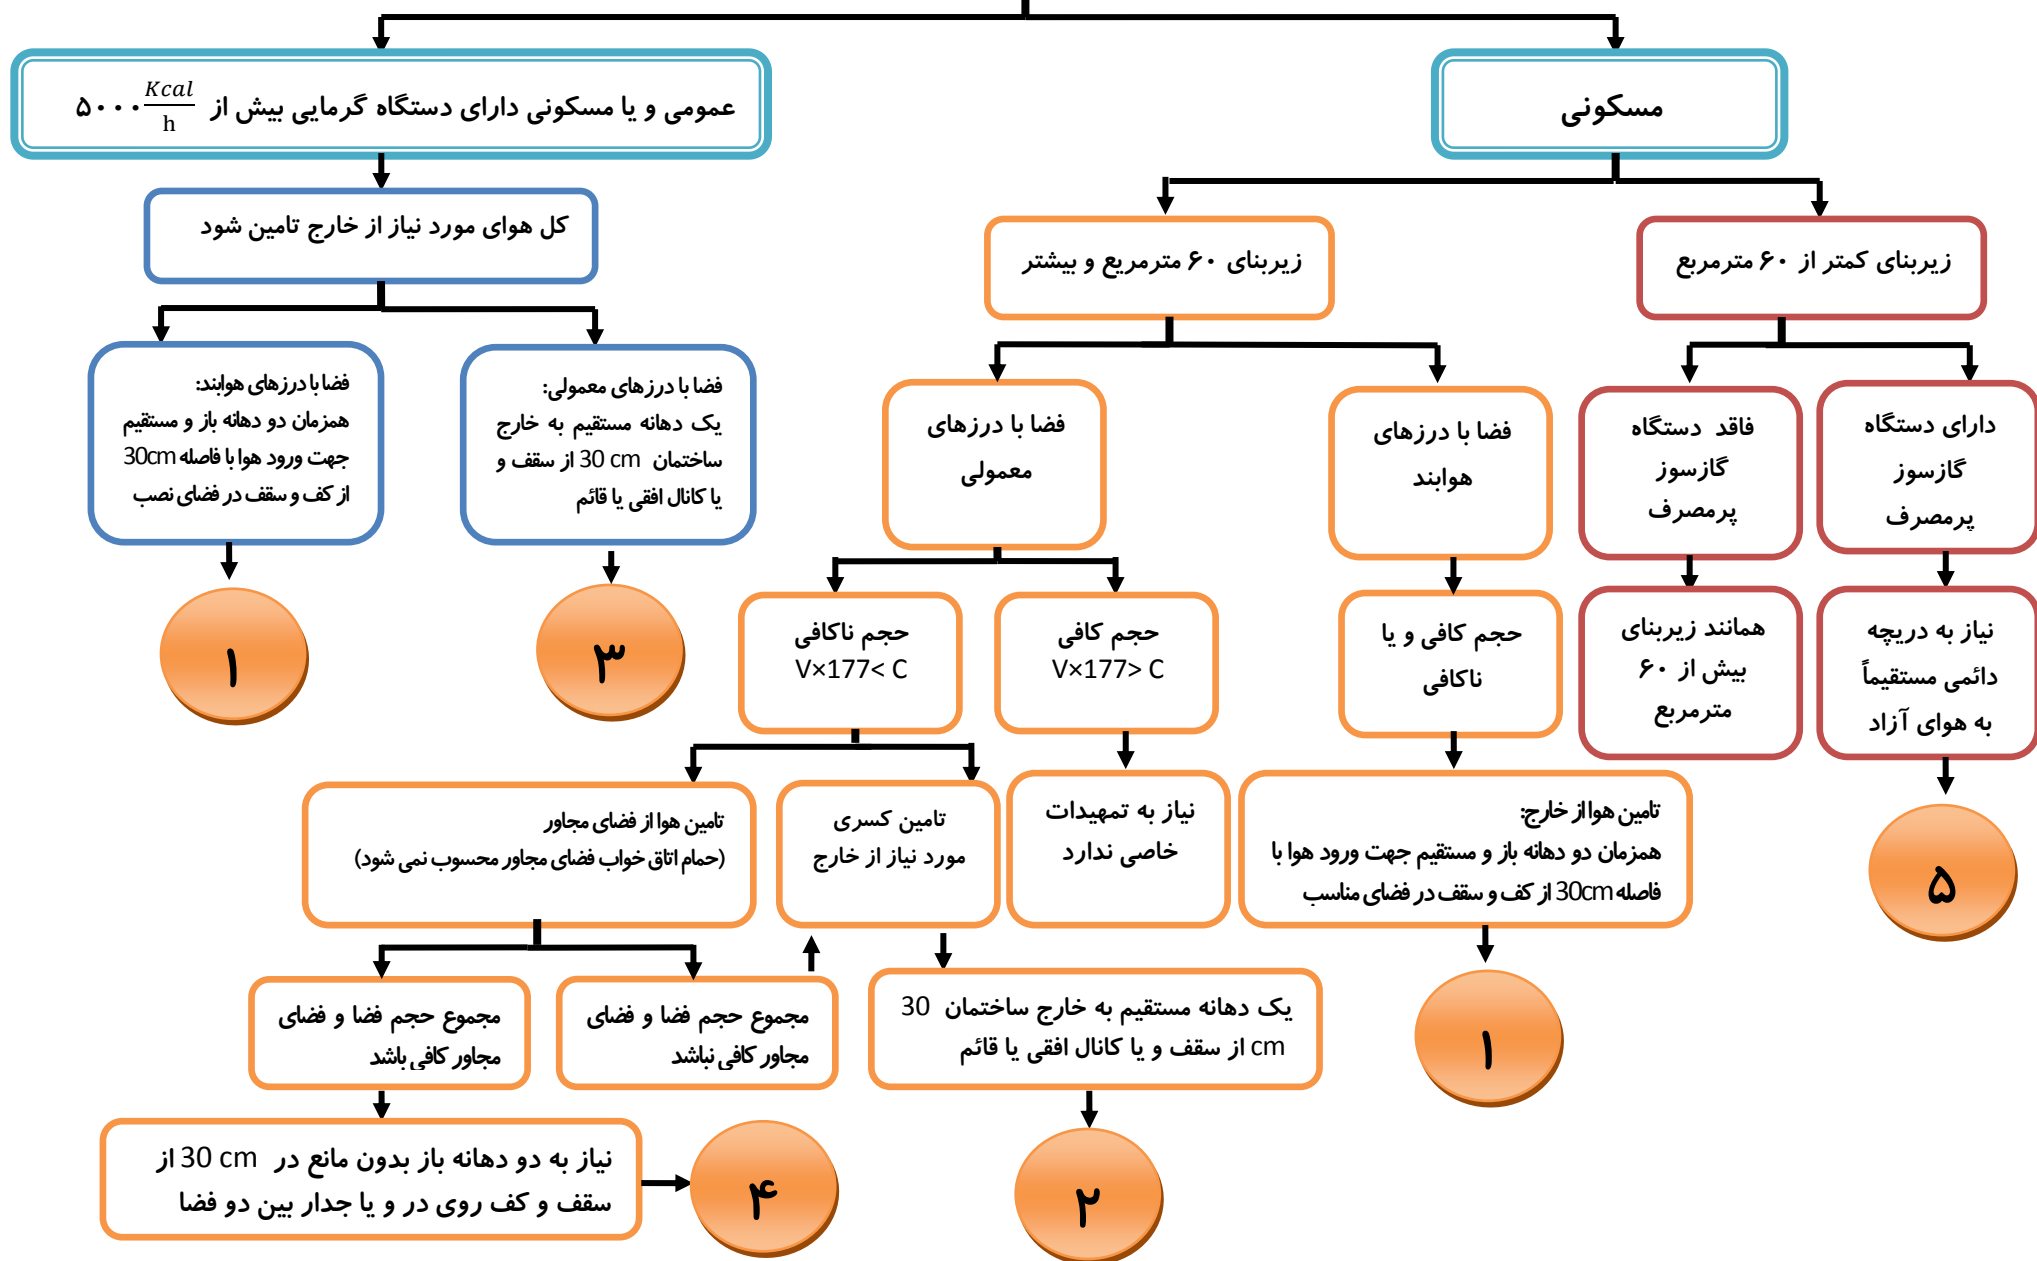 مسکونی
عمومی و یا مسکونی دارای دستگاه گرمایی بیش از ۵۰۰۰ Kcal/h
زیربنای کمتر از ۶۰ مترمربع
زیربنای ۶۰ مترمربع و بیشتر
کل هوای مورد نیاز از خارج تامین شود
دارای دستگاه
گازسوز
پرمصرف
فاقد دستگاه
گازسوز
پرمصرف
فضا با درزهای
هوابند
فضا با درزهای
معمولی
فضا با درزهای معمولی:
یک دهانه مستقیم به خارج
ساختمان 30 cm از سقف و
یا کانال افقی یا قائم
فضا با درزهای هوابند:
همزمان دو دهانه باز و مستقیم
جهت ورود هوا با فاصله 30cm
از کف و سقف در فضای نصب
نیاز به دریچه
دائمی مستقیماً
به هوای آزاد
همانند زیربنای
بیش از ۶۰
مترمربع
حجم کافی و یا
ناکافی
حجم کافی
V×177> C
حجم ناکافی
V×177< C
۳
۱
تامین هوا از خارج:
همزمان دو دهانه باز و مستقیم جهت ورود هوا با
فاصله 30cm از کف و سقف در فضای مناسب
نیاز به تمهیدات
خاصی ندارد
تامین کسری
مورد نیاز از خارج
تامین هوا از فضای مجاور
(حمام اتاق خواب فضای مجاور محسوب نمی شود)
۵
۱
یک دهانه مستقیم به خارج ساختمان 30
cm از سقف و یا کانال افقی یا قائم
مجموع حجم فضا و فضای
مجاور کافی نباشد
مجموع حجم فضا و فضای
مجاور کافی باشد
نیاز به دو دهانه باز بدون مانع در 30 cm از
سقف و کف روی در و یا جدار بین دو فضا
۴
۲